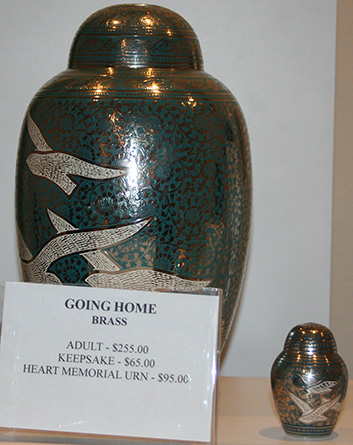 GOING HOME
BRASS
ADULT - $255.00
KEEPSAKE - $65.00
HEART MEMORIAL URN - $95.00